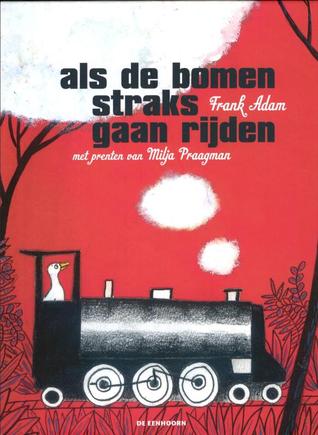 als de bomen
straks Frank Adam
gaan rijden
met prenten van Milja Praagman
DE EENHOORN